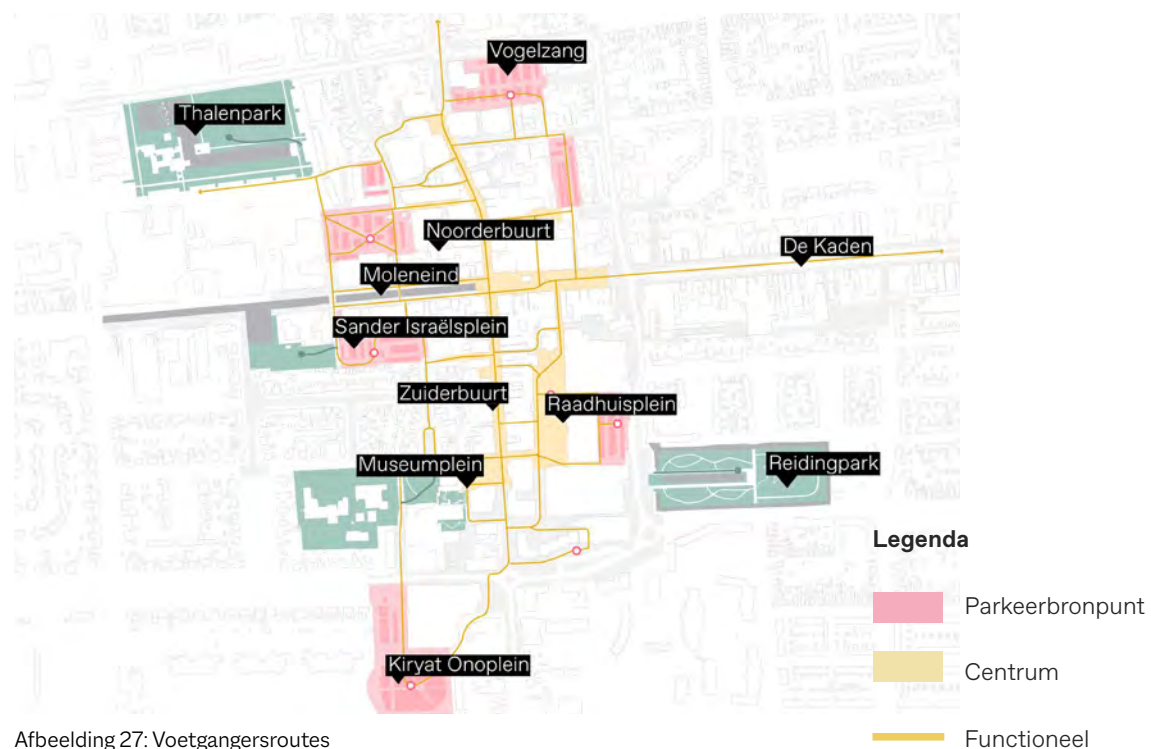 Vogelzang
Thalenpark
Noorderbuurt
De Kaden
Moleneind
Sander Israëlsplein
Zuiderbuurt
Raadhuisplein
Museumplein
Reidingpark
Kiryat Onoplein
Legenda
Parkeerbronpunt
Centrum
Functioneel
Afbeelding 27: Voetgangersroutes